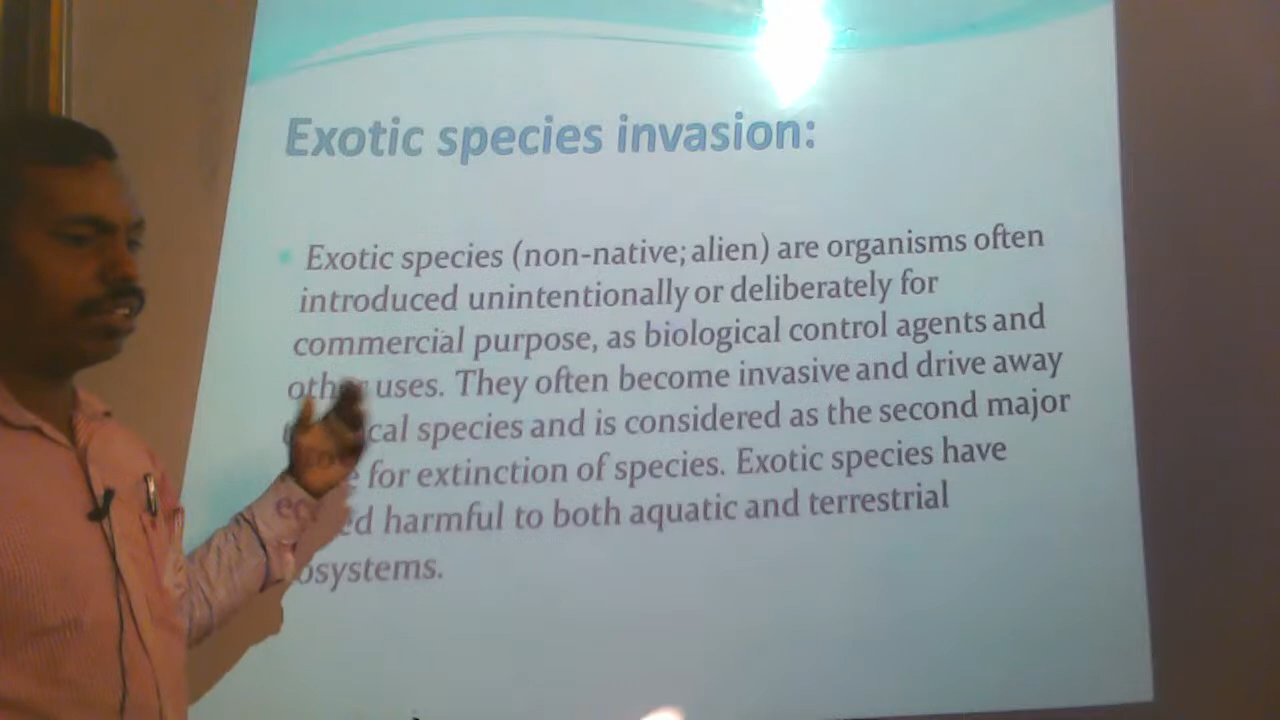 Exotic species invasion:
Exotic species (non-native; alien) are organisms often
introduced unintentionally or deliberately for
commercial purpose, as biological control agents and
other uses. They often become invasive and drive away
species and is considered as the second major
for extinction of species. Exotic species have
harmful to both aquatic and terrestrial
ecosystems.